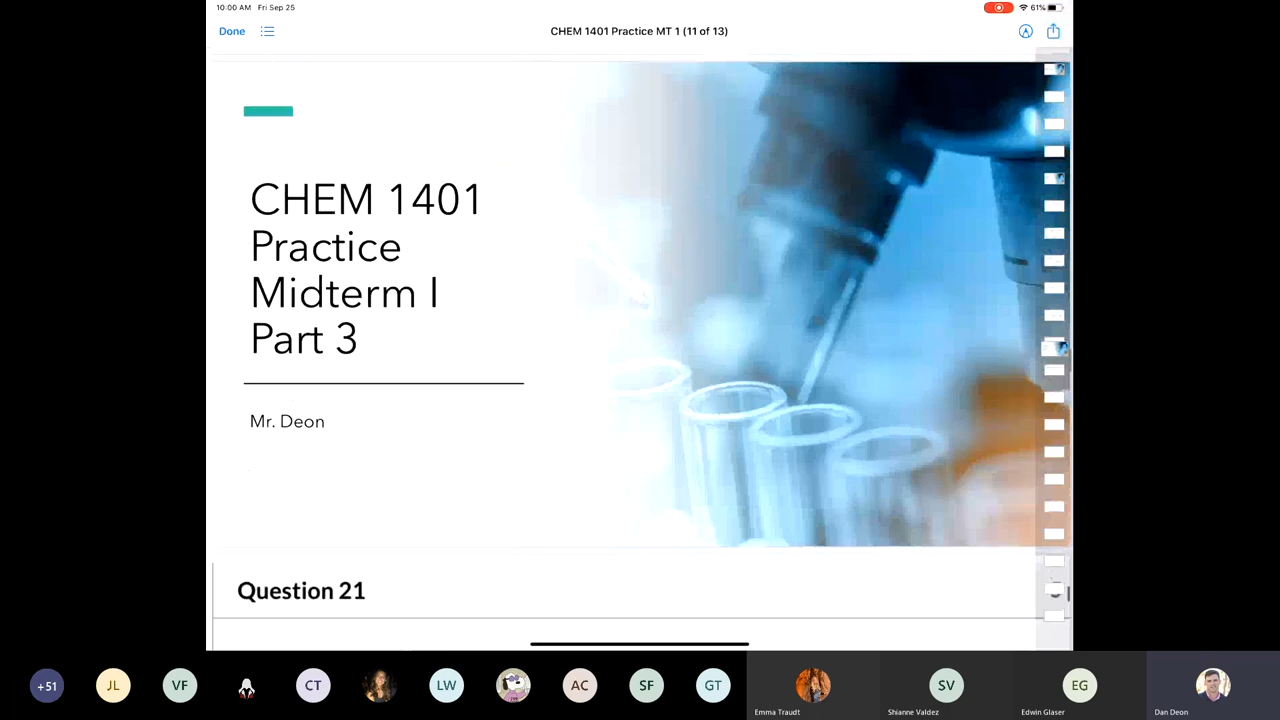 10:00 AM Fri Sep 25
61%
Done
CHEM 1401 Practice MT 1 (11 of 13)
CHEM 1401
Practice
Midterm I
Part 3
Mr. Deon
Question 21
+51
JL
VF
CT
LW
AC
SF
GT
SV
EG
Emma Traudt
Shianne Valdez
Edwin Glaser
Dan Deon